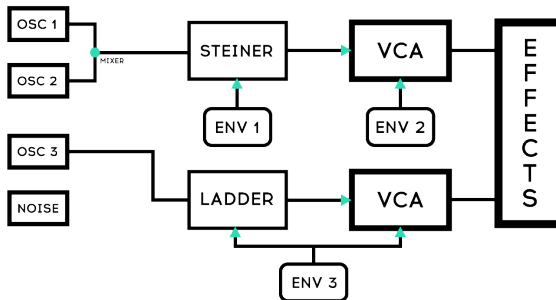 OSC 1
STEINER
VCA
EFFECTS
MIXER
OSC 2
ENV 1
ENV 2
OSC 3
LADDER
VCA
NOISE
ENV 3